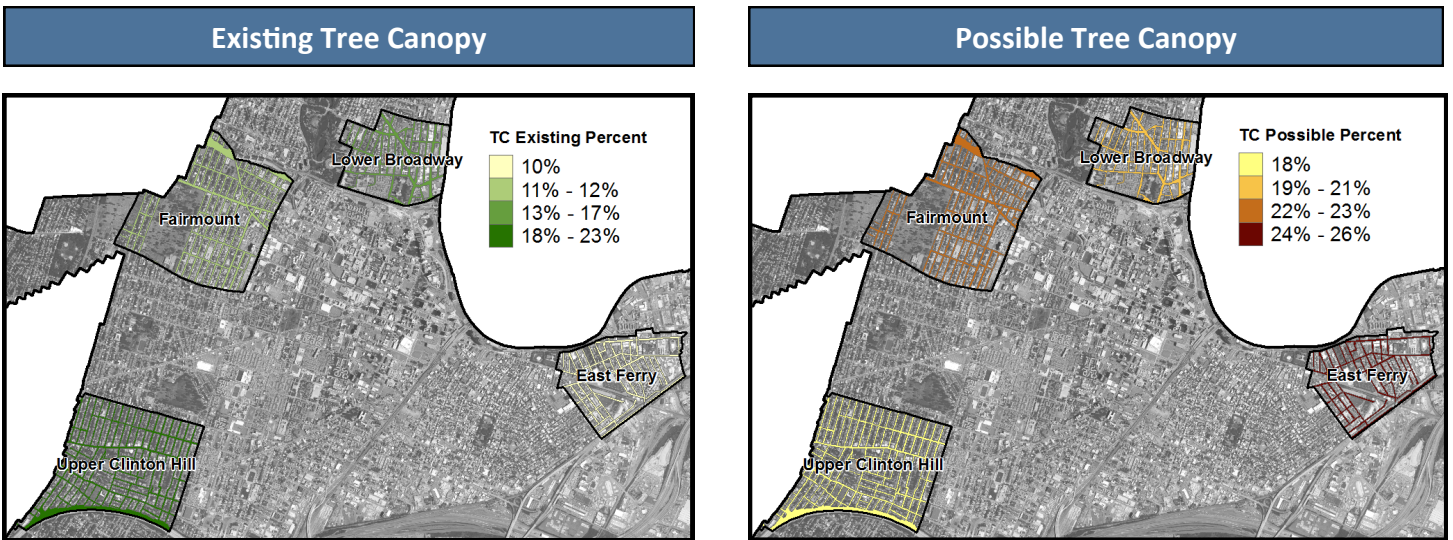 Existing Tree Canopy
TC Existing Percent
10%
11% - 12%
13% - 17%
18% - 23%
Lower Broadway
Fairmount
East Ferry
Upper Clinton Hill
Possible Tree Canopy
TC Possible Percent
18%
19% - 21%
22% - 23%
24% - 26%
Lower Broadway
Fairmount
East Ferry
Upper Clinton Hill